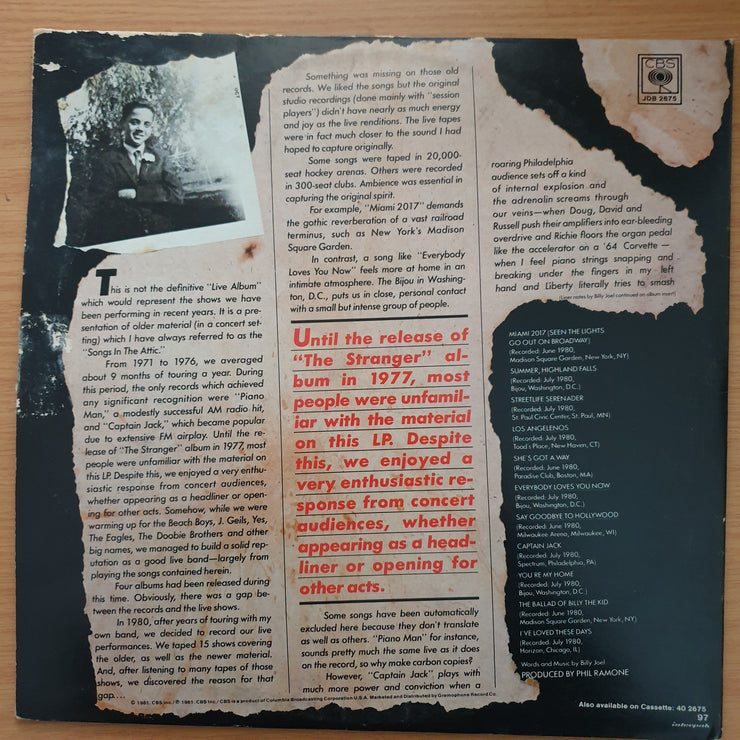 This is not the definitive "Live Album"
which would represent the shows we have
been performing in recent years. It is a pre-
sentation of older material (in a concert set-
ting) which I have always referred to as the
"Songs In The Attic."
From 1971 to 1976, we averaged
about 9 months of touring a year. During
this period, the only records which achieved
any significant recognition were "Piano
Man," a modestly successful AM radio hit,
and "Captain Jack," which became popular
due to extensive FM airplay. Until the re-
lease of "The Stranger" album in 1977, most
people were unfamiliar with the material on
this LP. Despite this, we enjoyed a very enthu-
siastic response from concert audiences,
whether appearing as a headliner or open-
ing for other acts. Somehow, while we were
warming up for the Beach Boys, J. Geils, Yes,
The Eagles, The Doobie Brothers and other
big names, we managed to build a solid rep-
utation as a good live band—largely from
playing the songs contained herein.
Four albums had been released during
this time. Obviously, there was a gap be-
tween the records and the live shows.
In 1980, after years of touring with my
own band, we decided to record our live
performances. We taped 15 shows covering
the older, as well as the newer material.
And, after listening to many tapes of those
shows, we discovered the reason for that
gap....
Something was missing on those old
records. We liked the songs but the original
studio recordings (done mainly with "session
players") didn't have nearly as much energy
and joy as the live renditions. The live tapes
were in fact much closer to the sound I had
hoped to capture originally.
Some songs were taped in 20,000-
seat hockey arenas. Others were recorded
in 300-seat clubs. Ambience was essential in
capturing the original spirit.
For example, "Miami 2017" demands
the gothic reverberation of a vast railroad
terminus, such as New York's Madison
Square Garden.
In contrast, a song like "Everybody
Loves You Now" feels more at home in an
intimate atmosphere. The Bijou in Washing-
ton, D.C., puts us in close, personal contact
with a small but intense group of people.
Until the release of
"The Stranger" al-
bum in 1977, most
people were unfamil-
iar with the material
on this LP. Despite
this, we enjoyed a
very enthusiastic re-
sponse from concert
audiences, whether
appearing as a head-
liner or opening for
other acts.
Some songs have been automatically
excluded here because they don't translate
as well as others. "Piano Man" for instance,
sounds pretty much the same live as it does
on the record, so why make carbon copies?
However, "Captain Jack" plays with
much more power and conviction when a
roaring Philadelphia
audience sets off a kind
of internal explosion and
the adrenalin screams through
our veins—when Doug, David and
Russell push their amplifiers into ear-bleeding
overdrive and Richie floors the organ pedal
like the accelerator on a '64 Corvette—
when I feel piano strings snapping and
breaking under the fingers in my left
hand and Liberty literally tries to smash
(Liner notes by Billy Joel continued on album insert)
CBS
JDB 2675
MIAMI 2017 (SEEN THE LIGHTS
GO OUT ON BROADWAY)
(Recorded: June 1980,
Madison Square Garden, New York, NY)
SUMMER, HIGHLAND FALLS
(Recorded: July 1980,
Bijou, Washington, D.C.)
STREETLIFE SERENADER
(Recorded: July 1980,
St. Paul Civic Center, St. Paul, MN)
LOS ANGELENOS
(Recorded: July 1980,
Toad's Place, New Haven, CT)
SHE'S GOT A WAY
(Recorded: June 1980,
Paradise Club, Boston, MA)
EVERYBODY LOVES YOU NOW
(Recorded: July 1980,
Bijou, Washington, D.C.)
SAY GOODBYE TO HOLLYWOOD
(Recorded: June 1980,
Milwaukee Arena, Milwaukee, WI)
CAPTAIN JACK
(Recorded: July 1980,
Spectrum, Philadelphia, PA)
YOU'RE MY HOME
(Recorded: July 1980,
Bijou, Washington, D.C.)
THE BALLAD OF BILLY THE KID
(Recorded: June 1980,
Madison Square Garden, New York, NY)
I'VE LOVED THESE DAYS
(Recorded: July 1980,
Horizon, Chicago, IL)
Words and Music by Billy Joel
PRODUCED BY PHIL RAMONE
Also available on Cassette: 40 2675
97
© 1981. CBS Inc./ ℗ 1981. CBS Inc./ CBS is a product of Columbia Broadcasting Corporation U.S.A. Marketed and Distributed by Gramophone Record Co.